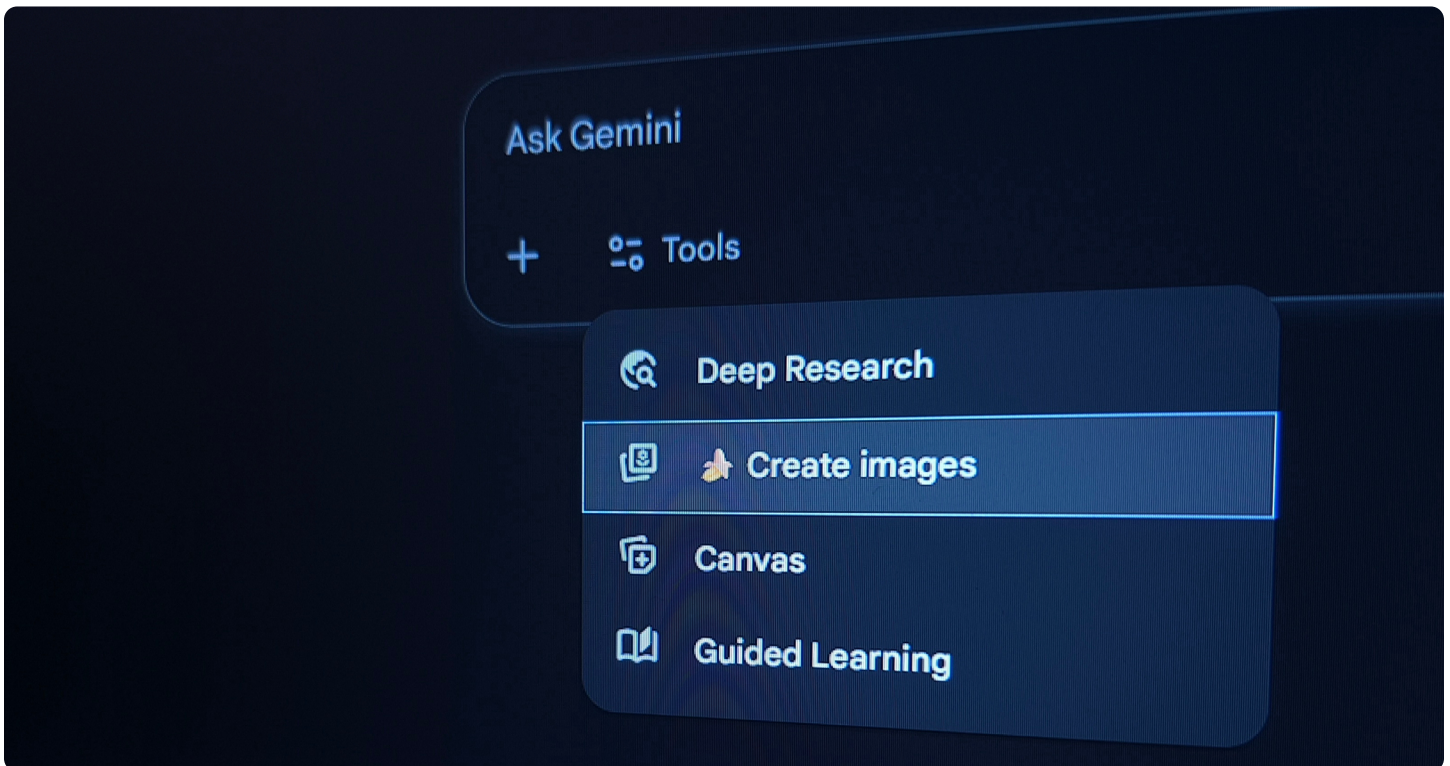 Ask Gemini
Tools
Deep Research
🍌 Create images
Canvas
Guided Learning